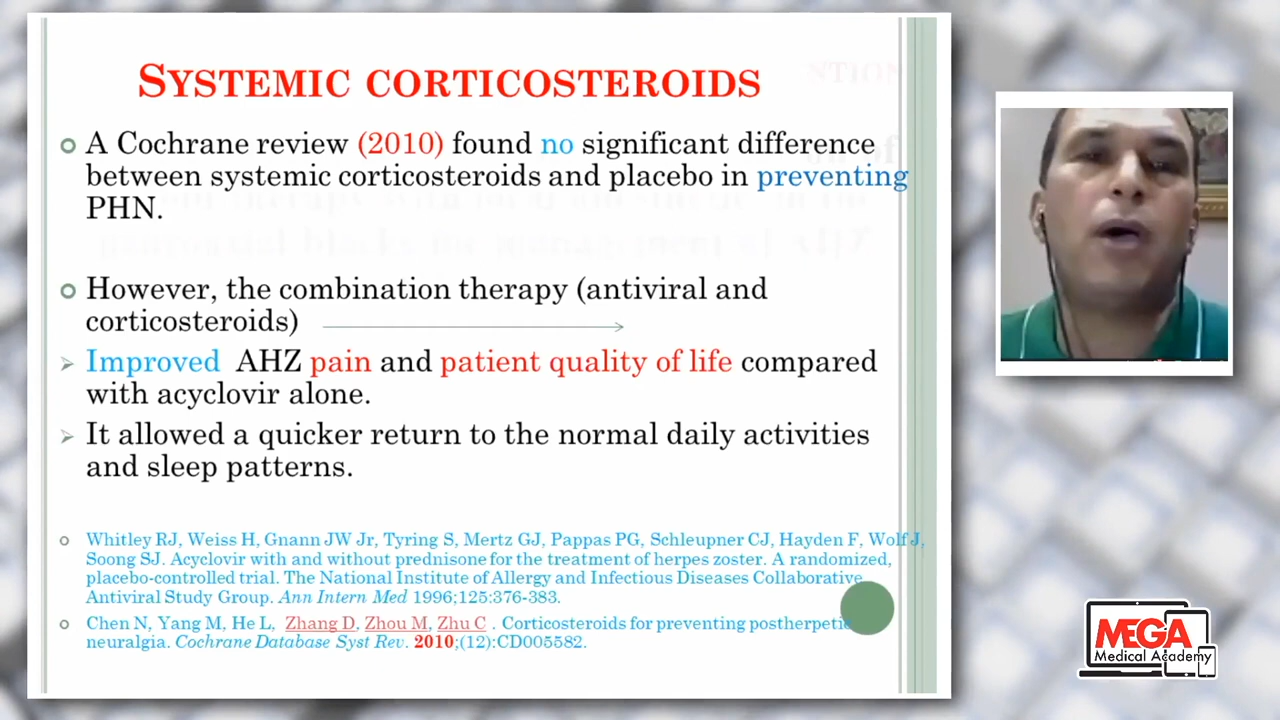 SYSTEMIC CORTICOSTEROIDS
A Cochrane review (2010) found no significant difference
between systemic corticosteroids and placebo in preventing
PHN.
However, the combination therapy (antiviral and
corticosteroids)
Improved AHZ pain and patient quality of life compared
with acyclovir alone.
It allowed a quicker return to the normal daily activities
and sleep patterns.
Whitley RJ, Weiss H, Gnann JW Jr, Tyring S, Mertz GJ, Pappas PG, Schleupner CJ, Hayden F, Wolf J,
Soong SJ. Acyclovir with and without prednisone for the treatment of herpes zoster. A randomized,
placebo-controlled trial. The National Institute of Allergy and Infectious Diseases Collaborative
Antiviral Study Group. Ann Intern Med 1996;125:376-383.
Chen N, Yang M, He L, Zhang D, Zhou M, Zhu C . Corticosteroids for preventing postherpetic
neuralgia. Cochrane Database Syst Rev. 2010;(12):CD005582.
MEGA
Medical Academy